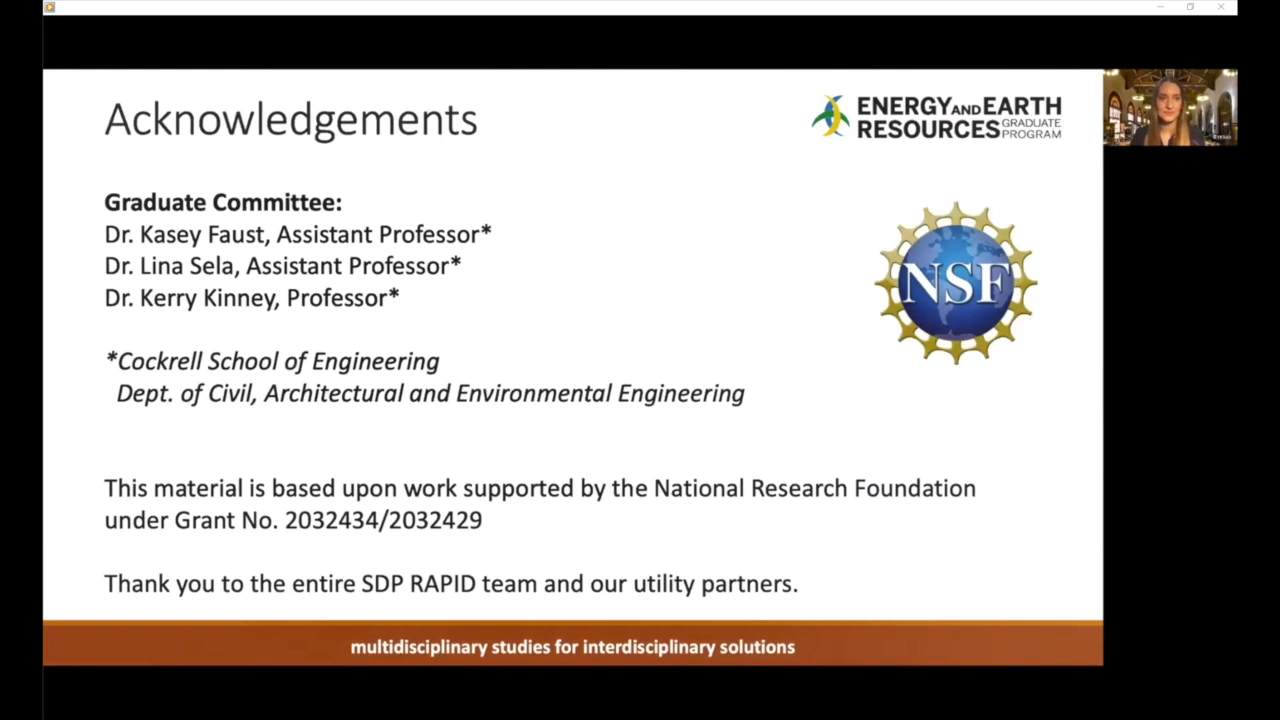 Acknowledgements
ENERGY AND EARTH
RESOURCES GRADUATE
PROGRAM
Graduate Committee:
Dr. Kasey Faust, Assistant Professor*
Dr. Lina Sela, Assistant Professor*
Dr. Kerry Kinney, Professor*
NSF
*Cockrell School of Engineering
Dept. of Civil, Architectural and Environmental Engineering
This material is based upon work supported by the National Research Foundation
under Grant No. 2032434/2032429
Thank you to the entire SDP RAPID team and our utility partners.
multidisciplinary studies for interdisciplinary solutions